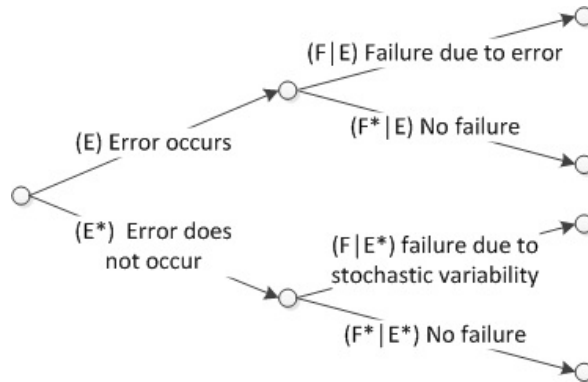 (F|E) Failure due to error
(F*|E) No failure
(E) Error occurs
(E*) Error does
not occur
(F|E*) failure due to
stochastic variability
(F*|E*) No failure